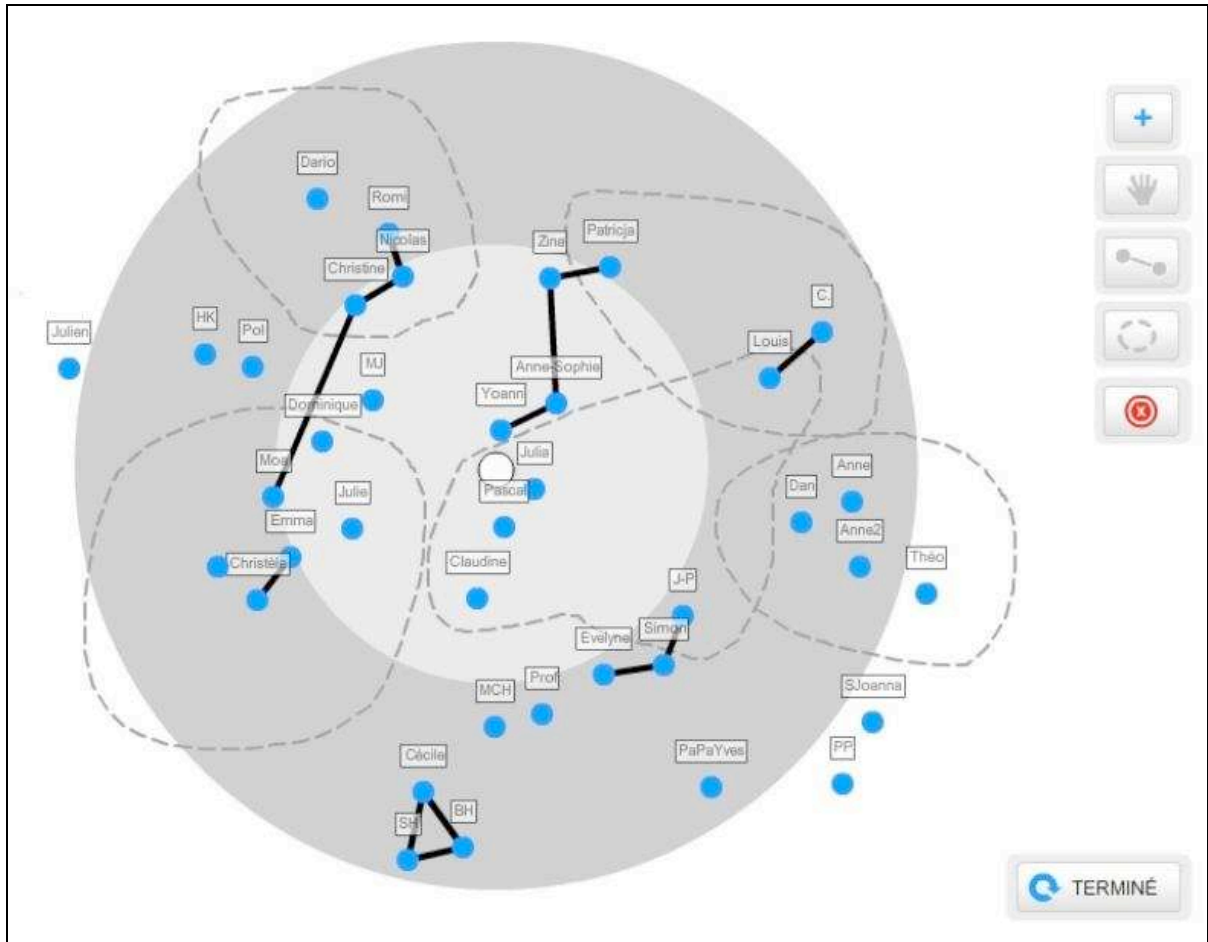 Dario
Romi
Nicolas
Zina
Patricja
Christine
C.
HK
Pol
Julien
MJ
Louis
Anne-Sophie
Dominique
Yoann
Julia
Moa
Pascal
Julie
Dan
Anne
Emma
Anne2
Claudine
Théo
J-P
Simon
Evelyne
MCH
Prof
SJoanna
PaPaYves
PP
Cécile
SH
BH
TERMINÉ